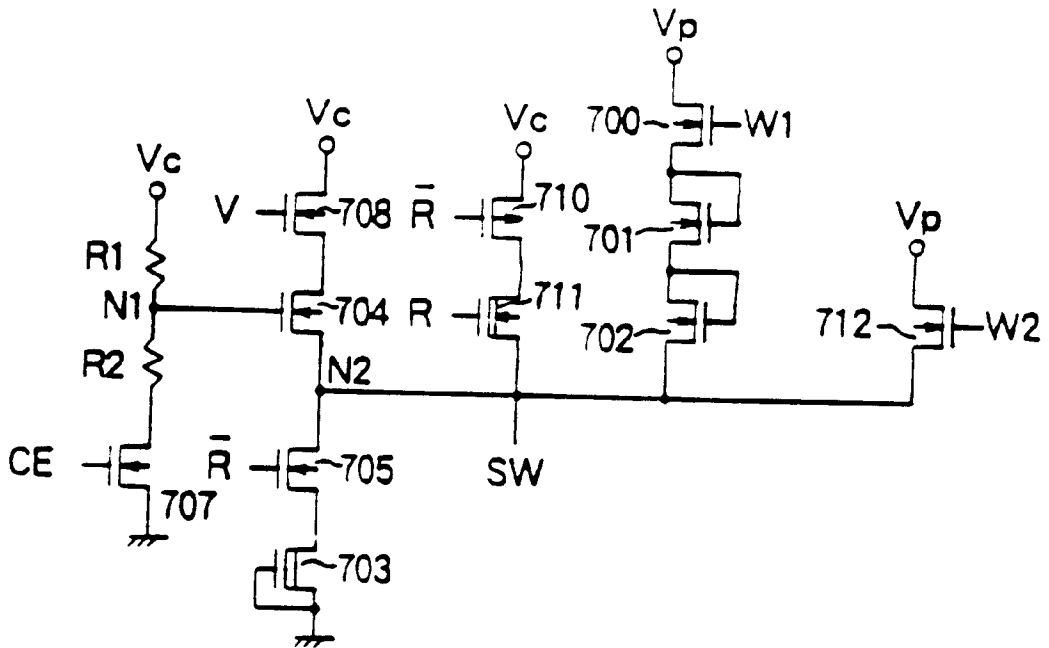 Vp
700 W1
Vc
Vc
Vc
V 708
R̅ 710
701
Vp
R1
N1
704
R 711
702
712 W2
R2
N2
CE
707
R̅ 705
SW
703